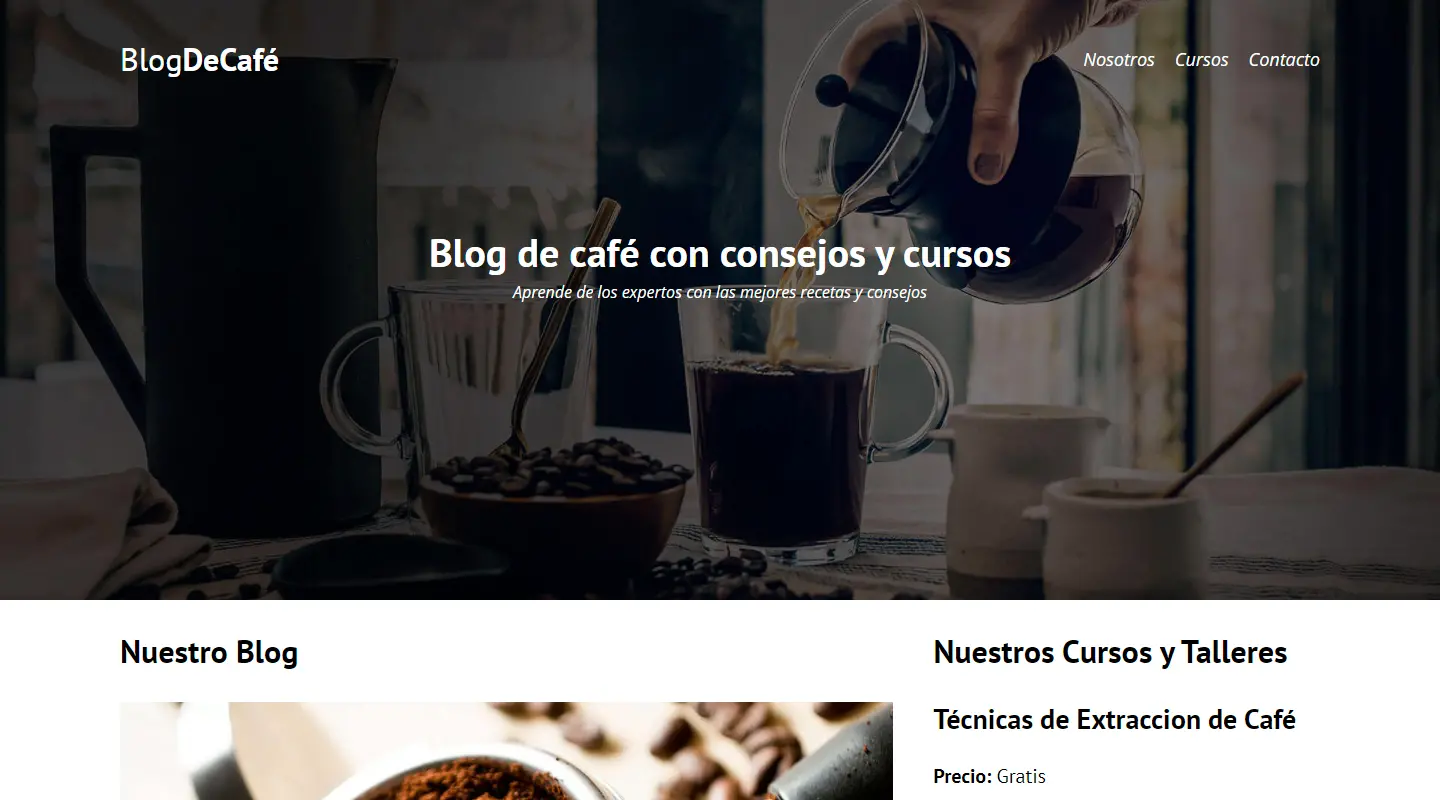 BlogDeCafé
Nosotros Cursos Contacto
Blog de café con consejos y cursos
Aprende de los expertos con las mejores recetas y consejos
Nuestro Blog
Nuestros Cursos y Talleres
Técnicas de Extraccion de Café
Precio: Gratis